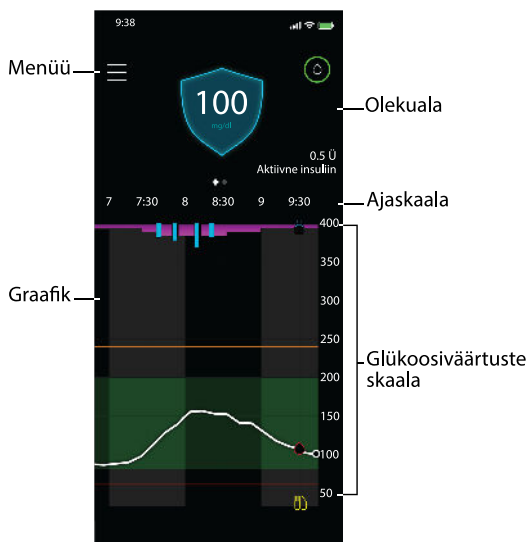 9:38
Menüü
100
mg/dl
Olekuala
0.5 Ü
Aktiivne insuliin
7 7:30 8 8:30 9 9:30
Ajaskaala
400
350
Graafik
300
250
Glükoosiväärtuste
skaala
200
150
100
50